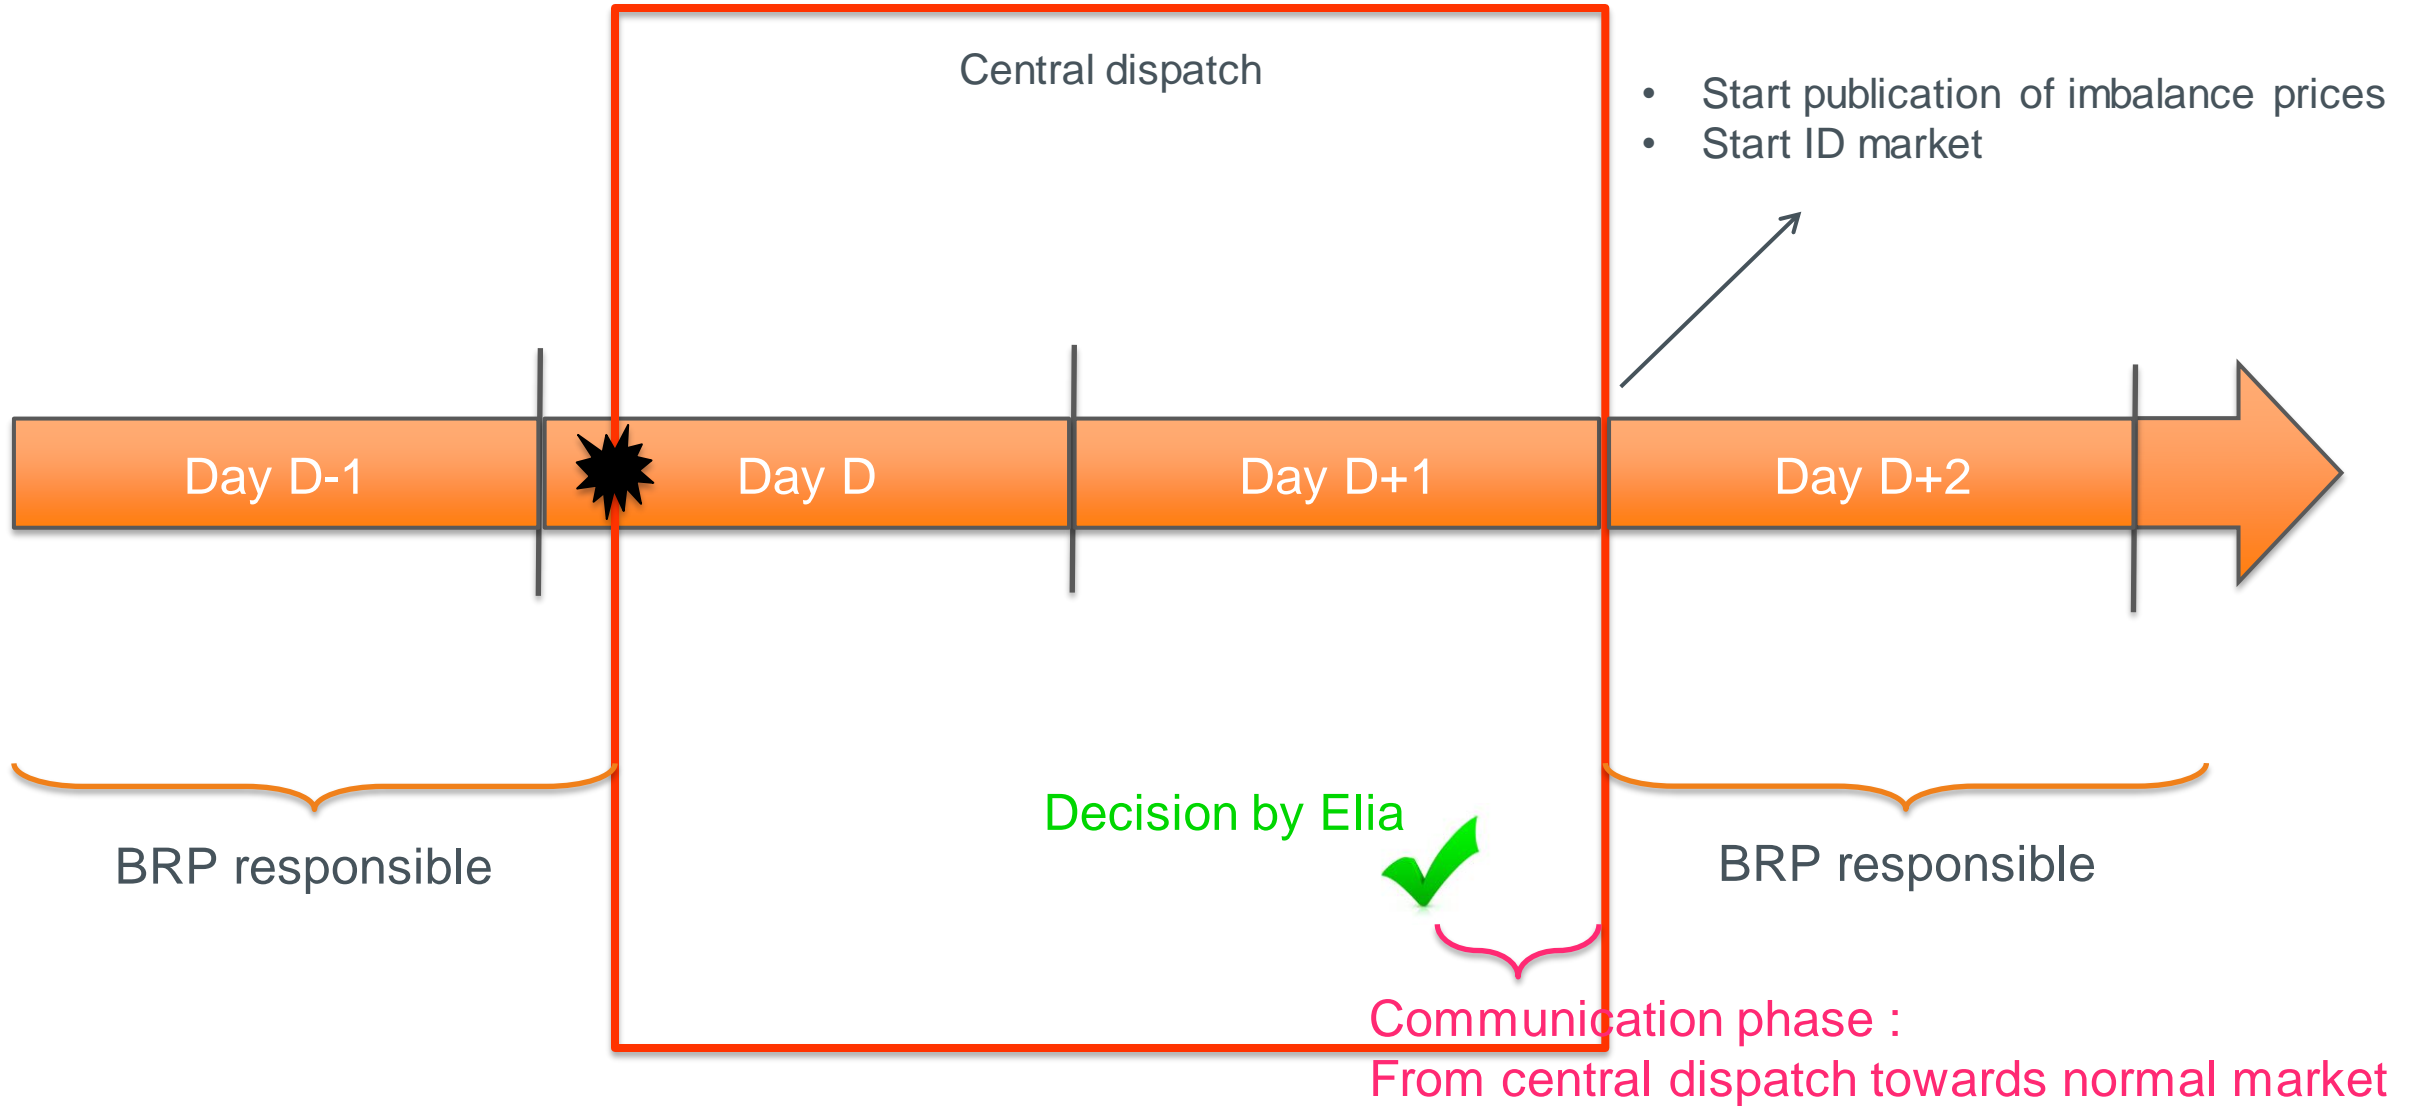 Central dispatch
• Start publication of imbalance prices
• Start ID market
Day D-1
Day D
Day D+1
Day D+2
Decision by Elia
BRP responsible
BRP responsible
Communication phase :
From central dispatch towards normal market